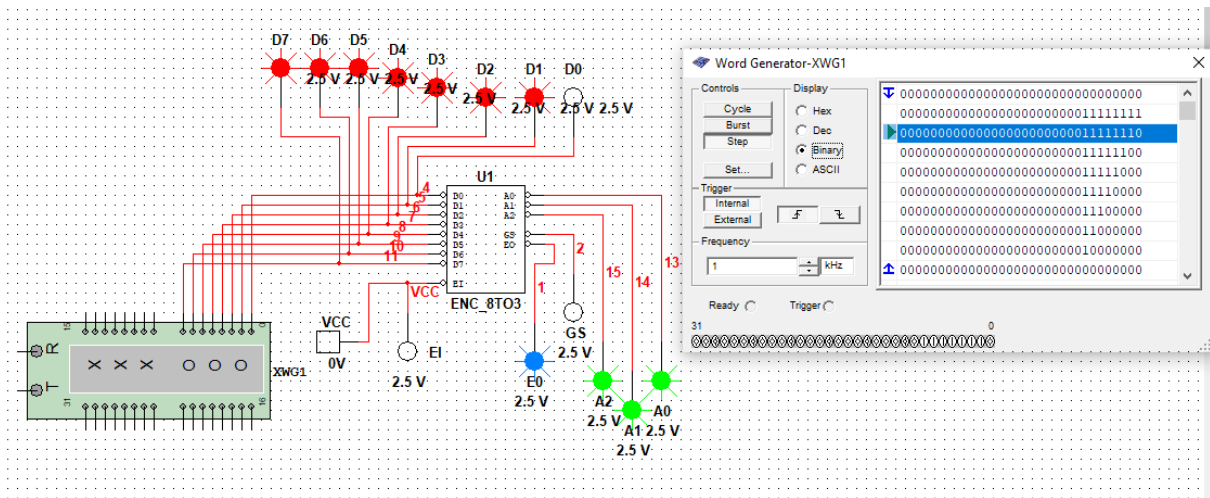 D7 D6 D5 D4 D3 D2 D1 D0
2.5 V 2.5 V 2.5 V 2.5 V 2.5 V 2.5 V 2.5 V 2.5 V
U1
4
5
6
7
8
9
10
11
D0 A0
D1 A1
D2 A2
D3
D4 GS
D5 EO
D6
D7
EI
VCC
ENC_8TO3
2
1
15
14
13
VCC
0V
EI
2.5 V
GS
2.5 V
E0
2.5 V
A2
2.5 V
A1
2.5 V
A0
2.5 V
XWG1
15 0
R
T
X X X O O O
31 16
Word Generator-XWG1
Controls
Cycle
Burst
Step
Set...
Display
Hex
Dec
Binary
ASCII
Trigger
Internal
External
Frequency
1 kHz
Ready Trigger
31 0
00000000000000000000000000000000
00000000000000000000000011111111
00000000000000000000000011111110
00000000000000000000000011111100
00000000000000000000000011111000
00000000000000000000000011110000
00000000000000000000000011100000
00000000000000000000000011000000
00000000000000000000000010000000
00000000000000000000000000000000